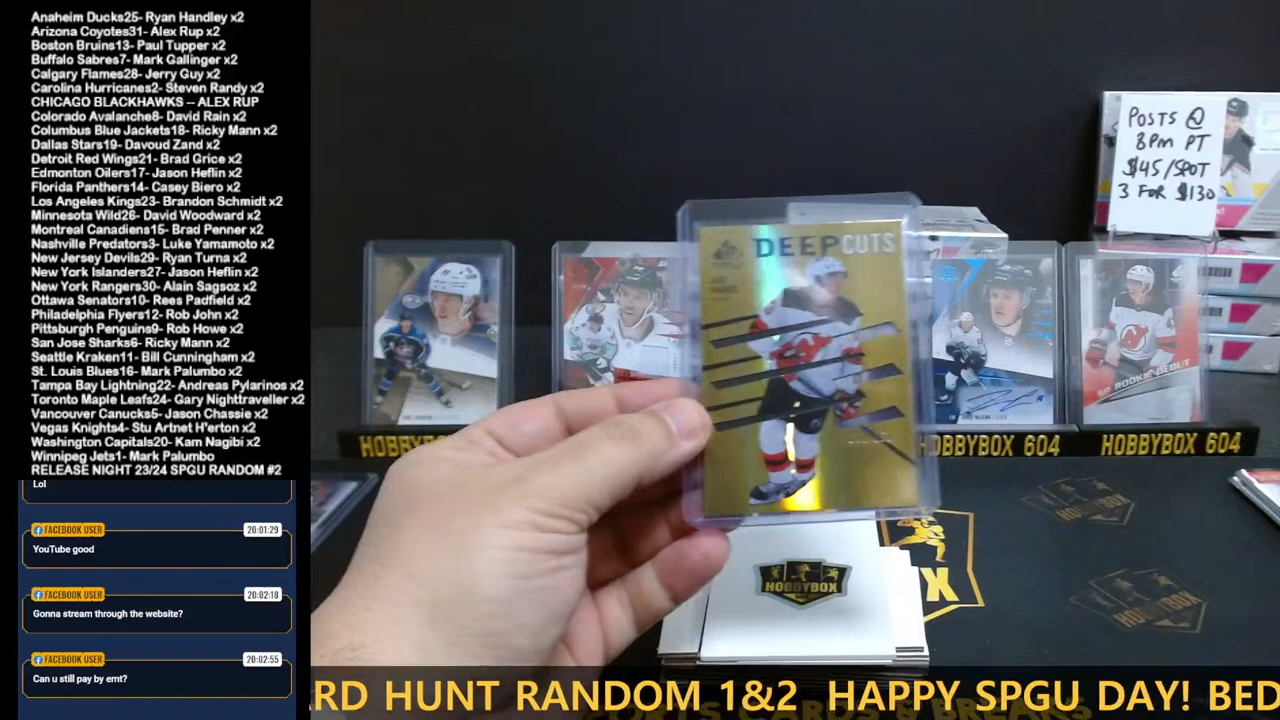 Anaheim Ducks25- Ryan Handley x2
Arizona Coyotes31- Alex Rup x2
Boston Bruins13- Paul Tupper x2
Buffalo Sabres7- Mark Gallinger x2
Calgary Flames28- Jerry Guy x2
Carolina Hurricanes2- Steven Randy x2
CHICAGO BLACKHAWKS -- ALEX RUP
Colorado Avalanche8- David Rain x2
Columbus Blue Jackets18- Ricky Mann x2
Dallas Stars19- Davoud Zand x2
Detroit Red Wings21- Brad Grice x2
Edmonton Oilers17- Jason Heflin x2
Florida Panthers14- Casey Biero x2
Los Angeles Kings23- Brandon Schmidt x2
Minnesota Wild26- David Woodward x2
Montreal Canadiens15- Brad Penner x2
Nashville Predators3- Luke Yamamoto x2
New Jersey Devils29- Ryan Turna x2
New York Islanders27- Jason Heflin x2
New York Rangers30- Alain Sagsoz x2
Ottawa Senators10- Rees Padfield x2
Philadelphia Flyers12- Rob John x2
Pittsburgh Penguins9- Rob Howe x2
San Jose Sharks6- Ricky Mann x2
Seattle Kraken11- Bill Cunningham x2
St. Louis Blues16- Mark Palumbo x2
Tampa Bay Lightning22- Andreas Pylarinos x2
Toronto Maple Leafs24- Gary Nighttraveller x2
Vancouver Canucks5- Jason Chassie x2
Vegas Knights4- Stu Artnet H'erton x2
Washington Capitals20- Kam Nagibi x2
Winnipeg Jets1- Mark Palumbo
RELEASE NIGHT 23/24 SPGU RANDOM #2
Lol
FACEBOOK USER 20:01:29
YouTube good
FACEBOOK USER 20:02:18
Gonna stream through the website?
FACEBOOK USER 20:02:55
Can u still pay by emt?
POSTS @
8PM PT
$45/SPOT
3 FOR $130
DEEP CUTS
SP ROOKIE DEBUT
HOBBYB
HOBBYBOX 604
HOBBYBOX 604
HOBBYBOX
X
HOBBYBOX
HOBBYBOX
RD HUNT RANDOM 1&2 HAPPY SPGU DAY! BED